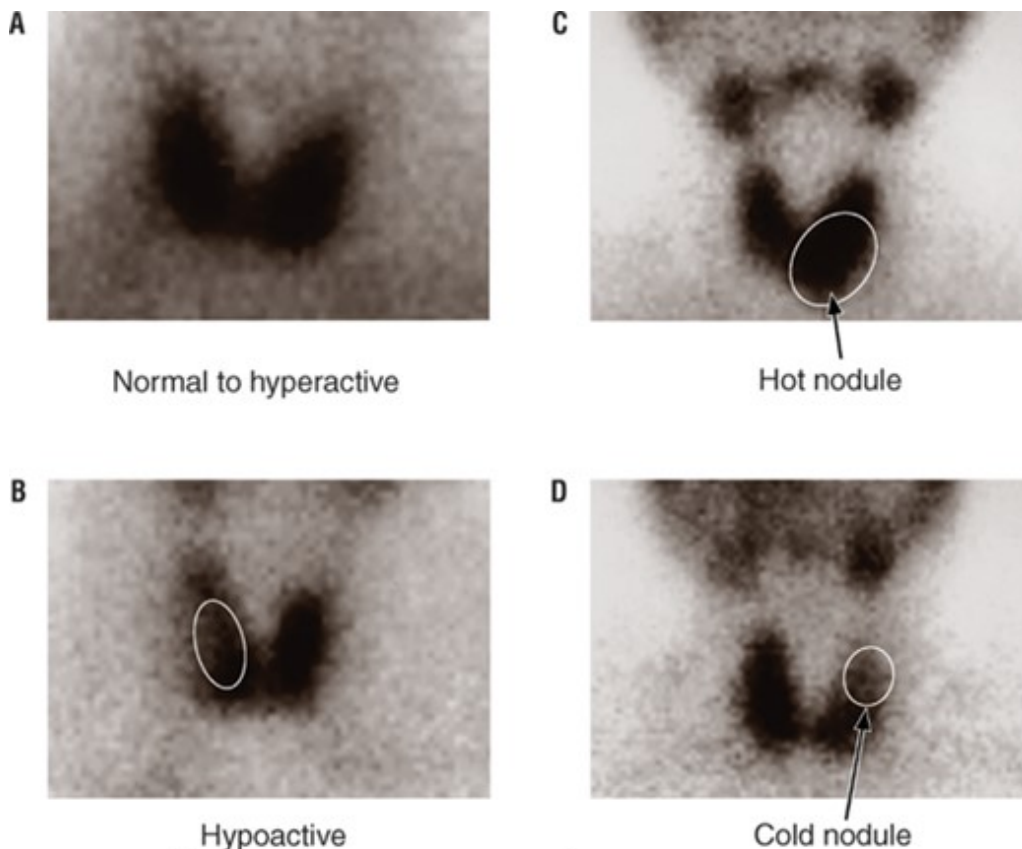 A
Normal to hyperactive
B
Hypoactive
C
Hot nodule
D
Cold nodule